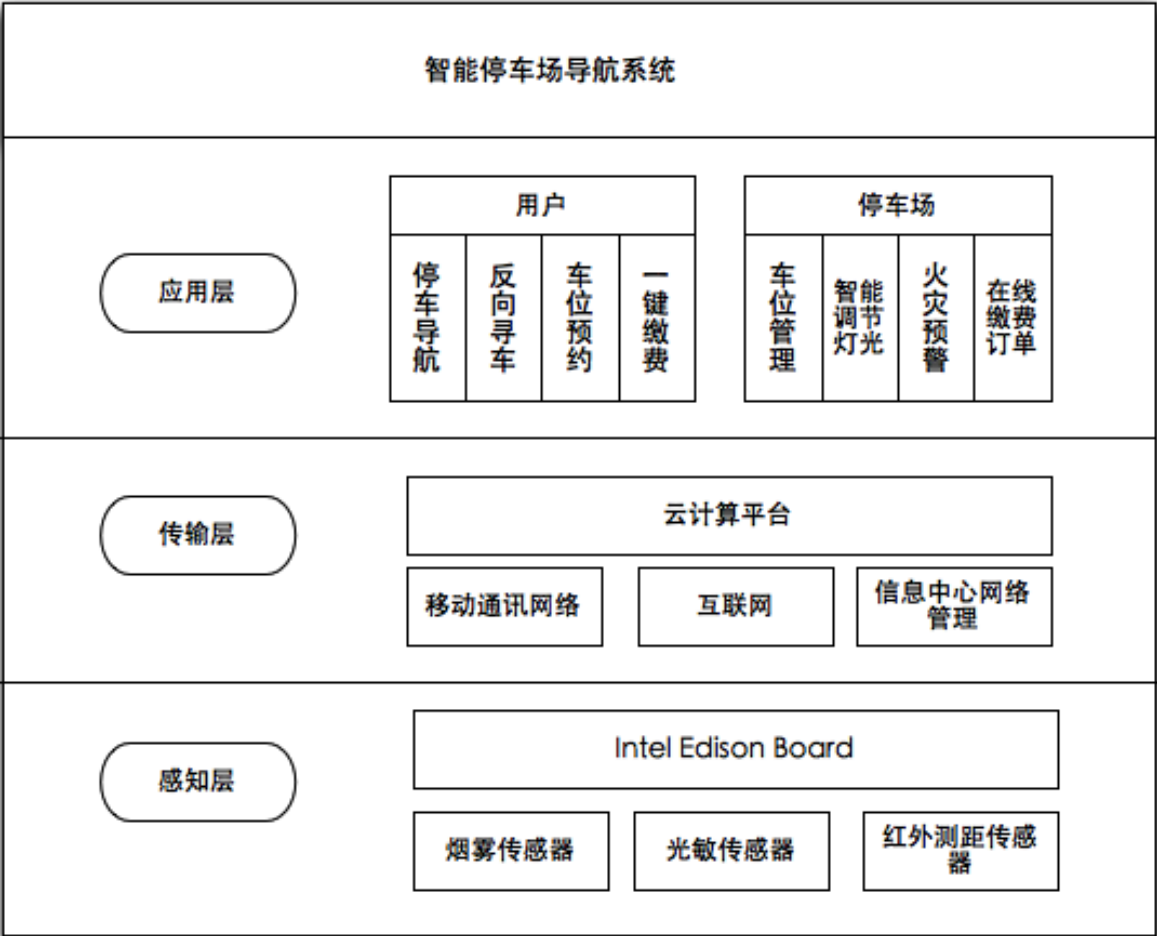 智能停车场导航系统
应用层
用户
停车导航
反向寻车
车位预约
一键缴费
停车场
车位管理
智能
调节
灯光
火灾预警
在线
缴费
订单
传输层
云计算平台
移动通讯网络
互联网
信息中心网络
管理
感知层
Intel Edison Board
烟雾传感器
光敏传感器
红外测距传感
器